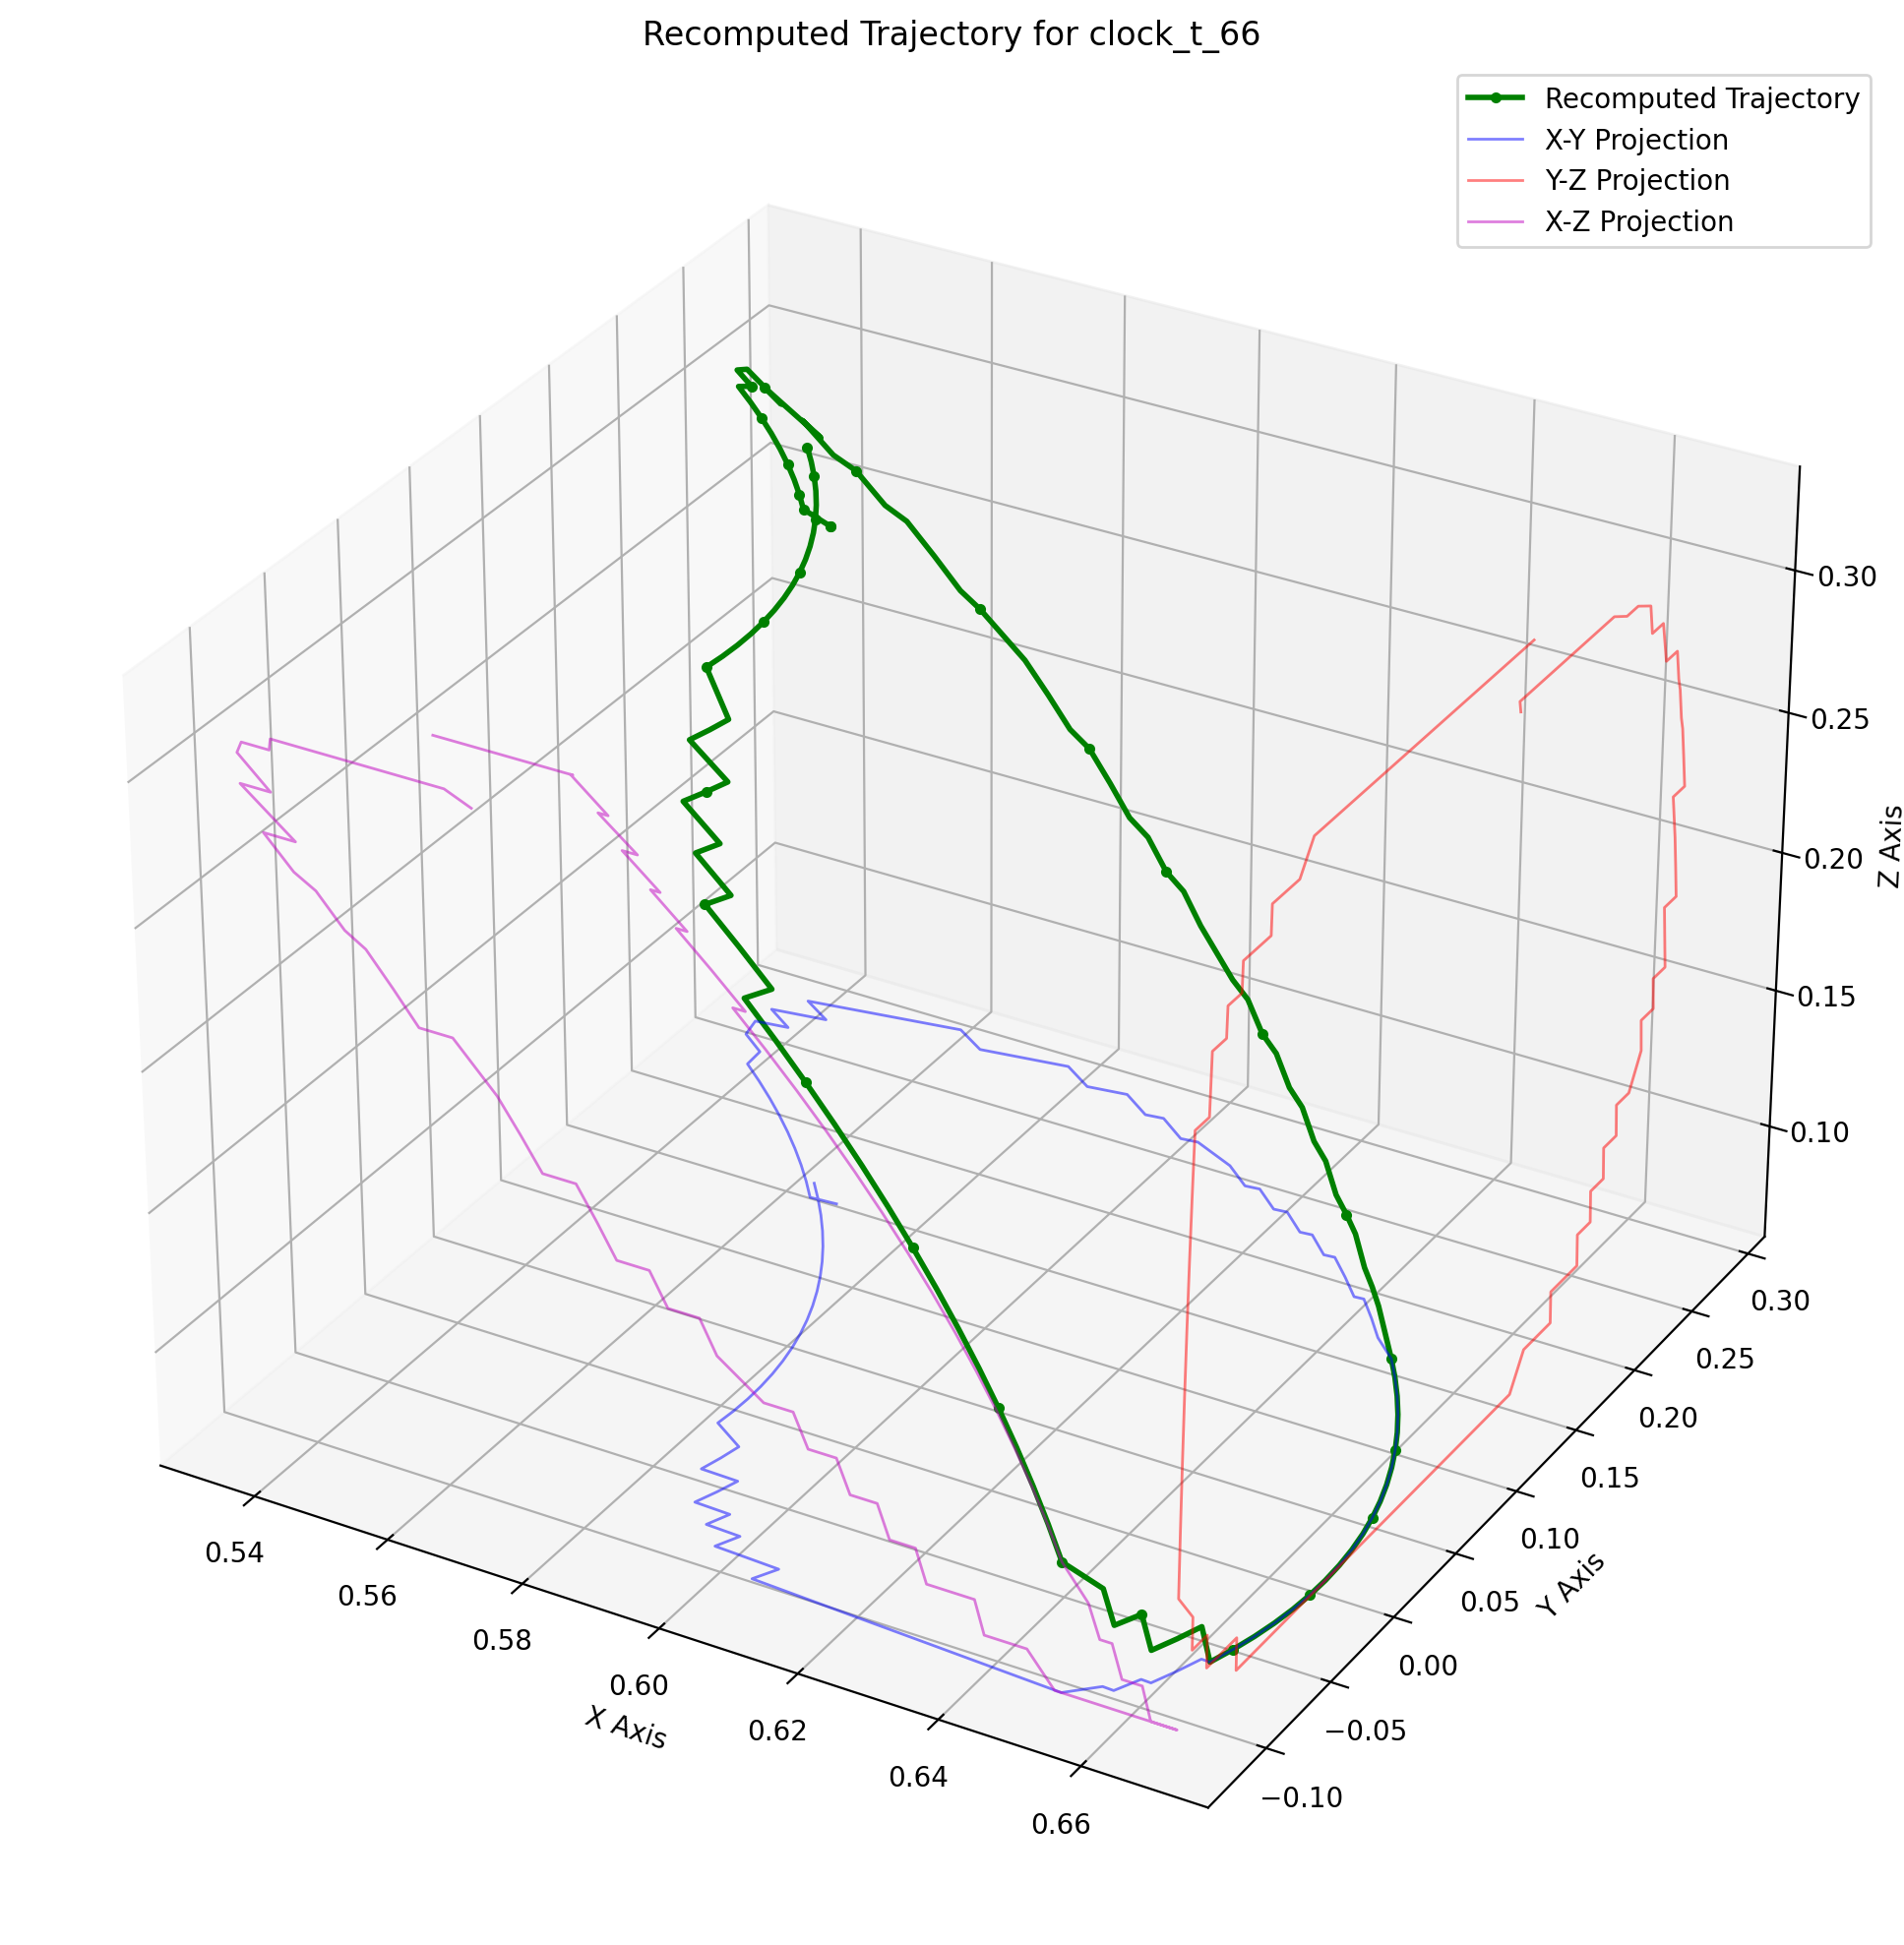 Recomputed Trajectory for clock_t_66
Recomputed Trajectory
X-Y Projection
Y-Z Projection
X-Z Projection
0.30
0.25
0.20
0.15
0.10
Z Axis
0.30
0.25
0.20
0.15
0.10
0.05
0.00
−0.05
−0.10
Y Axis
0.54
0.56
0.58
0.60
0.62
0.64
0.66
X Axis